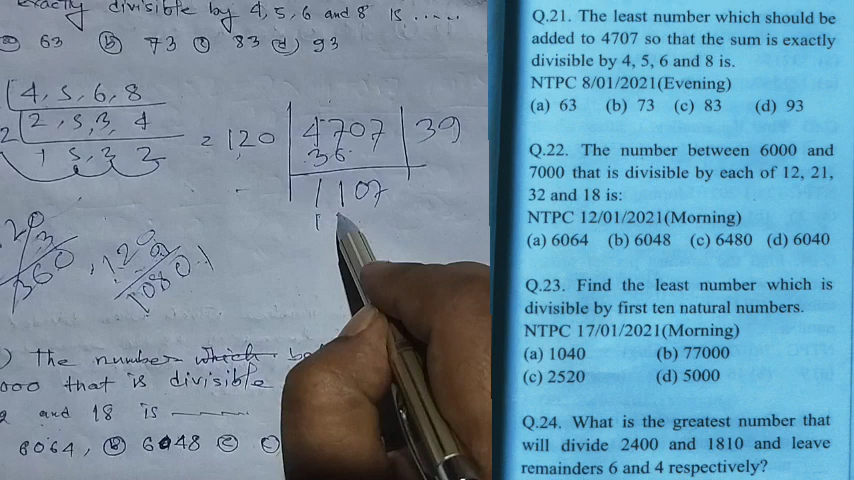 exactly divisible by 4, 5, 6 and 8 is .....
63 (b) 73 (c) 83 (d) 93
4, 5, 6, 8
2 2, 5, 3, 4
1 5, 3, 2
= 120 4707 39
36
1107
1
120
3
360
120
9
1080
The number which
000 that is divisible
and 18 is
6064, (b) 6048 (c)
Q.21. The least number which should be
added to 4707 so that the sum is exactly
divisible by 4, 5, 6 and 8 is.
NTPC 8/01/2021(Evening)
(a) 63 (b) 73 (c) 83 (d) 93
Q.22. The number between 6000 and
7000 that is divisible by each of 12, 21,
32 and 18 is:
NTPC 12/01/2021(Morning)
(a) 6064 (b) 6048 (c) 6480 (d) 6040
Q.23. Find the least number which is
divisible by first ten natural numbers.
NTPC 17/01/2021(Morning)
(a) 1040 (b) 77000
(c) 2520 (d) 5000
Q.24. What is the greatest number that
will divide 2400 and 1810 and leave
remainders 6 and 4 respectively?